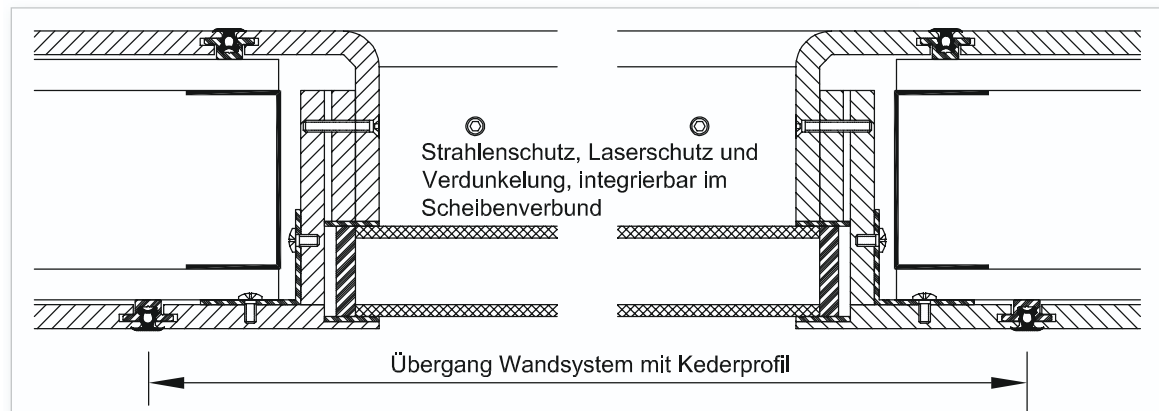 Strahlenschutz, Laserschutz und
Verdunkelung, integrierbar im
Scheibenverbund
Übergang Wandsystem mit Kederprofil